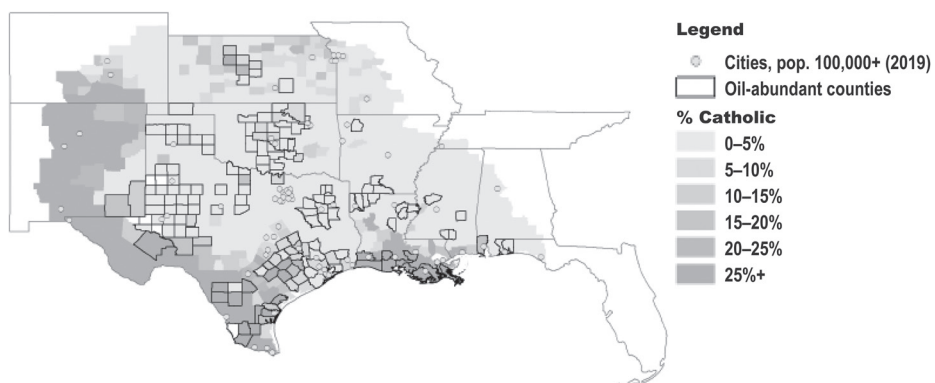 Legend
Cities, pop. 100,000+ (2019)
Oil-abundant counties
% Catholic
0–5%
5–10%
10–15%
15–20%
20–25%
25%+